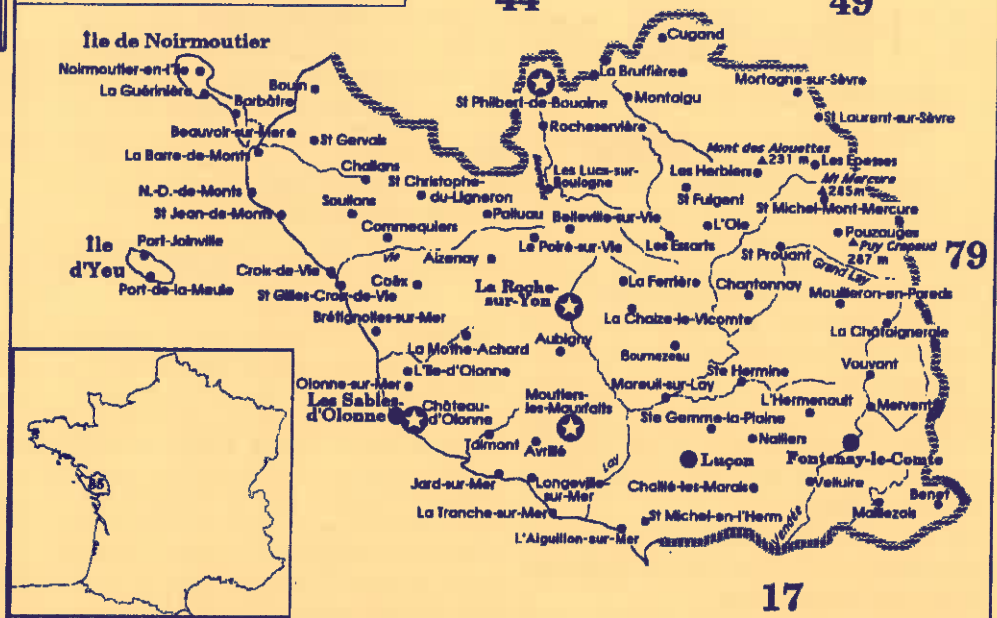 44
49
Île de Noirmoutier
Cugand
Noirmoutier-en-l'Île
La Guérinière
Barbâtre
Bouin
La Bruffière
Mortagne-sur-Sèvre
St Philbert-de-Bouaine
Montaigu
Rocheservière
St Laurent-sur-Sèvre
Beauvoir-sur-Mer
St Gervais
La Barre-de-Monts
Challans
Mont des Alouettes
231 m
Les Epesses
Les Herbiers
Mt Mercure
285m
Les Lucs-sur-
Boulogne
St Christophe-
du-Ligneron
N.-D.-de-Monts
Soullans
St Fulgent
St Michel-Mont-Mercure
St Jean-de-Monts
Palluau
Belleville-sur-Vie
L'Oie
Pouzauges
Commequiers
Le Poiré-sur-Vie
Les Essarts
Puy Crapaud
287 m
79
Île
d'Yeu
Port-Joinville
Port-de-la-Meule
Vie
Aizenay
St Prouant
Grand Lay
Croix-de-Vie
Coëx
La Ferrière
Chantonnay
Mouilleron-en-Pareds
St Gilles-Croix-de-Vie
La Roche-
sur-Yon
La Chaize-le-Vicomte
La Châtaigneraie
Brétignolles-sur-Mer
La Mothe-Achard
Aubigny
Bournezeau
Vouvant
L'Ile-d'Olonne
Ste Hermine
Olonne-sur-Mer
Mareuil-sur-Lay
L'Hermenault
Mervent
Les Sables-
d'Olonne
Château-
d'Olonne
Moutiers-
les-Mauxfaits
Ste Gemme-la-Plaine
Nalliers
Talmont
Avrillé
Lay
Luçon
Fontenay-le-Comte
Jard-sur-Mer
Longeville-
sur-Mer
Chaillé-les-Marais
Velluire
Benet
Maillezais
La Tranche-sur-Mer
St Michel-en-l'Herm
Vendée
L'Aiguillon-sur-Mer
85
17